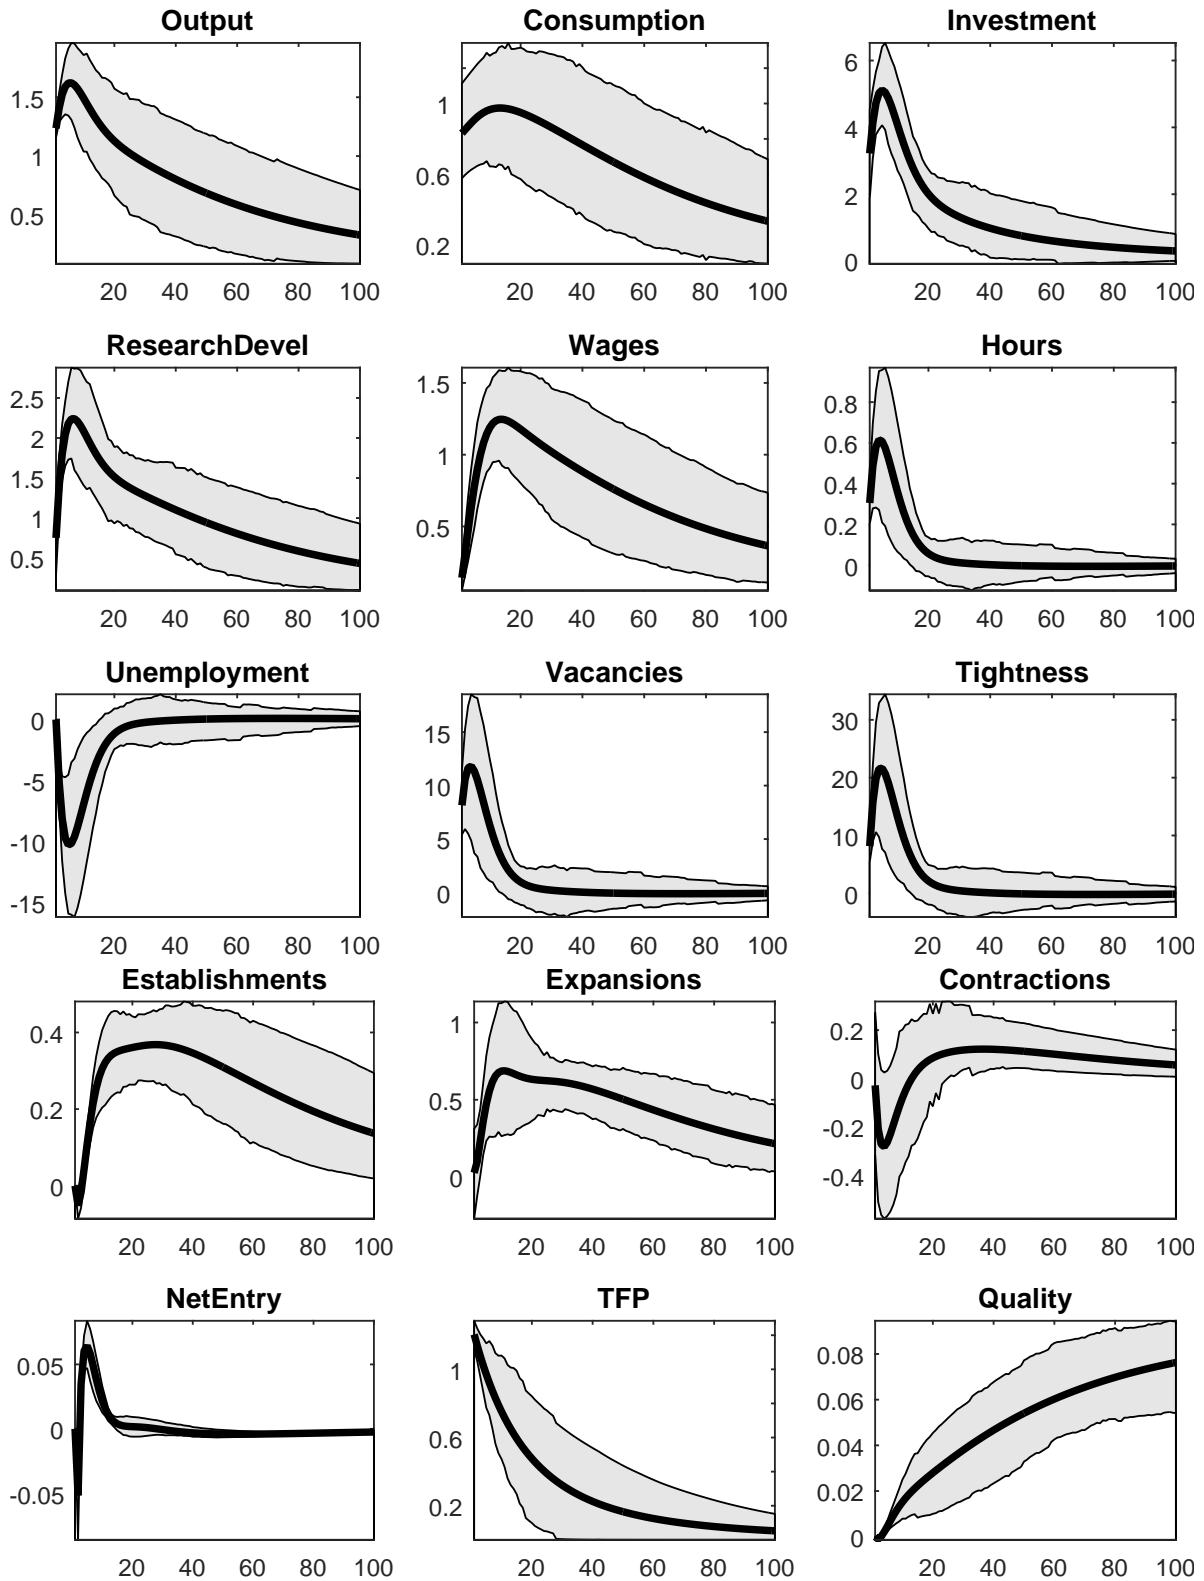 Output Consumption Investment
1.5 1 0.5
1 0.6 0.2
6 4 2 0
20 40 60 80 100 20 40 60 80 100 20 40 60 80 100
ResearchDevel Wages Hours
2.5 2 1.5 1 0.5
1.5 1 0.5
0.8 0.6 0.4 0.2 0
20 40 60 80 100 20 40 60 80 100 20 40 60 80 100
Unemployment Vacancies Tightness
0 -5 -10 -15
15 10 5 0
30 20 10 0
20 40 60 80 100 20 40 60 80 100 20 40 60 80 100
Establishments Expansions Contractions
0.4 0.2 0
1 0.5 0
0.2 0 -0.2 -0.4
20 40 60 80 100 20 40 60 80 100 20 40 60 80 100
NetEntry TFP Quality
0.05 0 -0.05
1 0.6 0.2
0.08 0.06 0.04 0.02 0
20 40 60 80 100 20 40 60 80 100 20 40 60 80 100